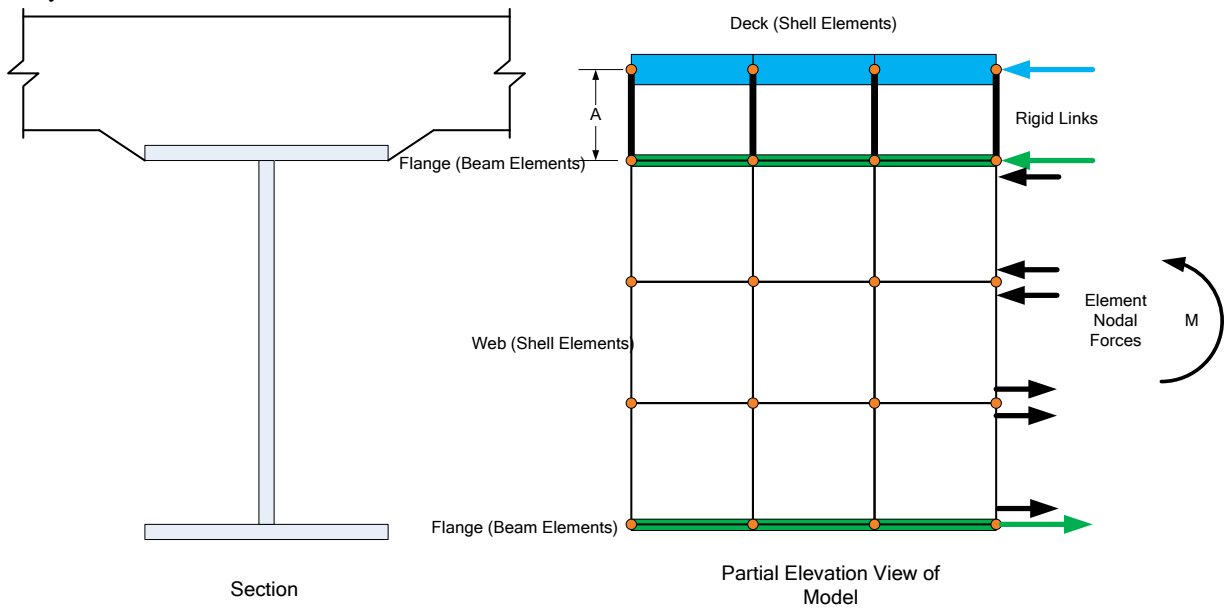 Deck (Shell Elements)
A
Rigid Links
Flange (Beam Elements)
Element
Nodal
Forces
M
Web (Shell Elements)
Flange (Beam Elements)
Section
Partial Elevation View of
Model